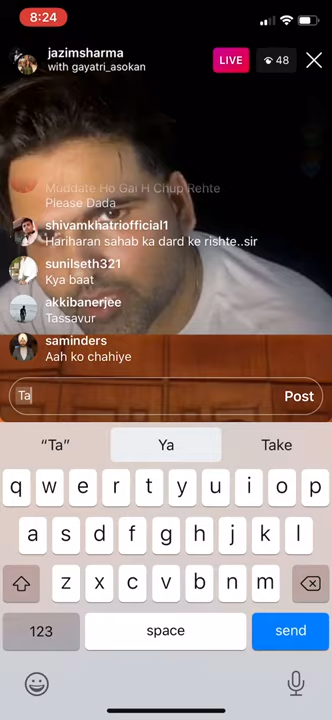 8:24
jazimsharma
with gayatri_asokan
LIVE
48
Muddate Ho Gai H Chup Rehte
Please Dada
shivamkhatriofficial1
Hariharan sahab ka dard ke rishte..sir
sunilseth321
Kya baat
akkibanerjee
Tassavur
saminders
Aah ko chahiye
Ta
Post
“Ta”
Ya
Take
q w e r t y u i o p
a s d f g h j k l
z x c v b n m
123
space
send